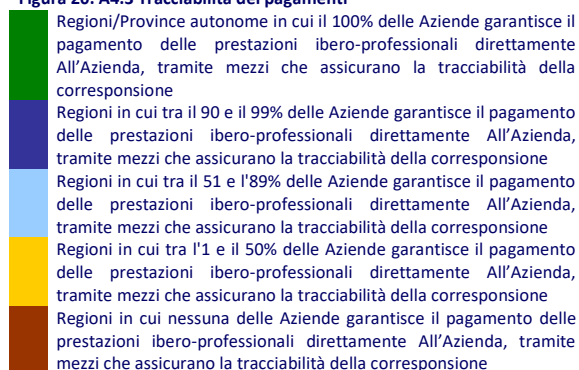 Figura 20. A4.5 Tracciabilità dei pagamenti
Regioni/Province autonome in cui il 100% delle Aziende garantisce il
pagamento delle prestazioni ibero-professionali direttamente
All’Azienda, tramite mezzi che assicurano la tracciabilità della
corresponsione
Regioni in cui tra il 90 e il 99% delle Aziende garantisce il pagamento
delle prestazioni ibero-professionali direttamente All’Azienda,
tramite mezzi che assicurano la tracciabilità della corresponsione
Regioni in cui tra il 51 e l'89% delle Aziende garantisce il pagamento
delle prestazioni ibero-professionali direttamente All’Azienda,
tramite mezzi che assicurano la tracciabilità della corresponsione
Regioni in cui tra l'1 e il 50% delle Aziende garantisce il pagamento
delle prestazioni ibero-professionali direttamente All’Azienda,
tramite mezzi che assicurano la tracciabilità della corresponsione
Regioni in cui nessuna delle Aziende garantisce il pagamento delle
prestazioni ibero-professionali direttamente All’Azienda, tramite
mezzi che assicurano la tracciabilità della corresponsione